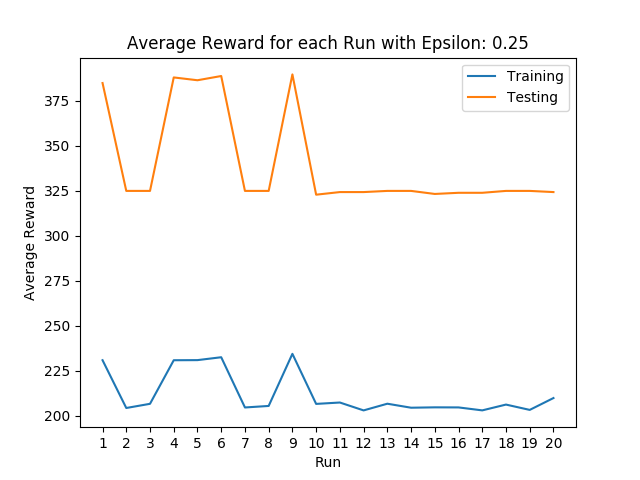 Average Reward for each Run with Epsilon: 0.25
Training
Testing
375
350
325
300
275
250
225
200
Average Reward
1 2 3 4 5 6 7 8 9 10 11 12 13 14 15 16 17 18 19 20
Run